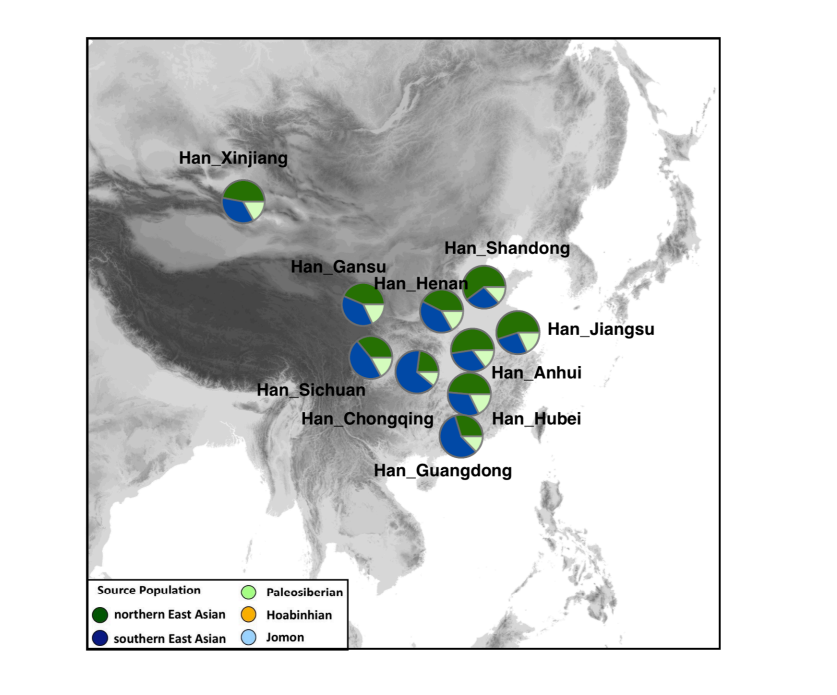 Han_Xinjiang
Han_Shandong
Han_Gansu
Han_Henan
Han_Jiangsu
Han_Anhui
Han_Sichuan
Han_Chongqing
Han_Hubei
Han_Guangdong
Source Population
northern East Asian
southern East Asian
Paleosiberian
Hoabinhian
Jomon